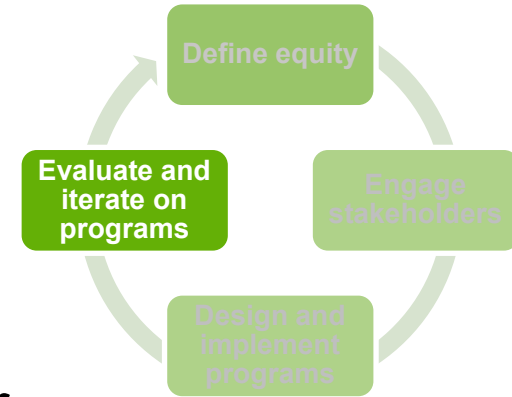 Define equity
Engage
stakeholders
Design and
implement
programs
Evaluate and
iterate on
programs